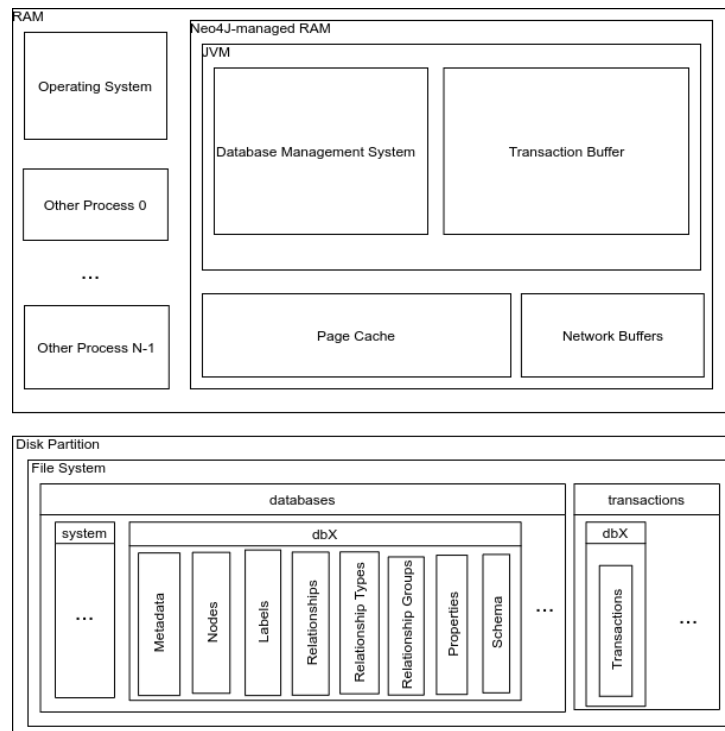 RAM
Neo4J-managed RAM
JVM
Operating System
Database Management System
Transaction Buffer
Other Process 0
...
Other Process N-1
Page Cache
Network Buffers
Disk Partition
File System
databases
transactions
system
dbX
dbX
...
Metadata
Nodes
Labels
Relationships
Relationship Types
Relationship Groups
Properties
Schema
...
Transactions
...